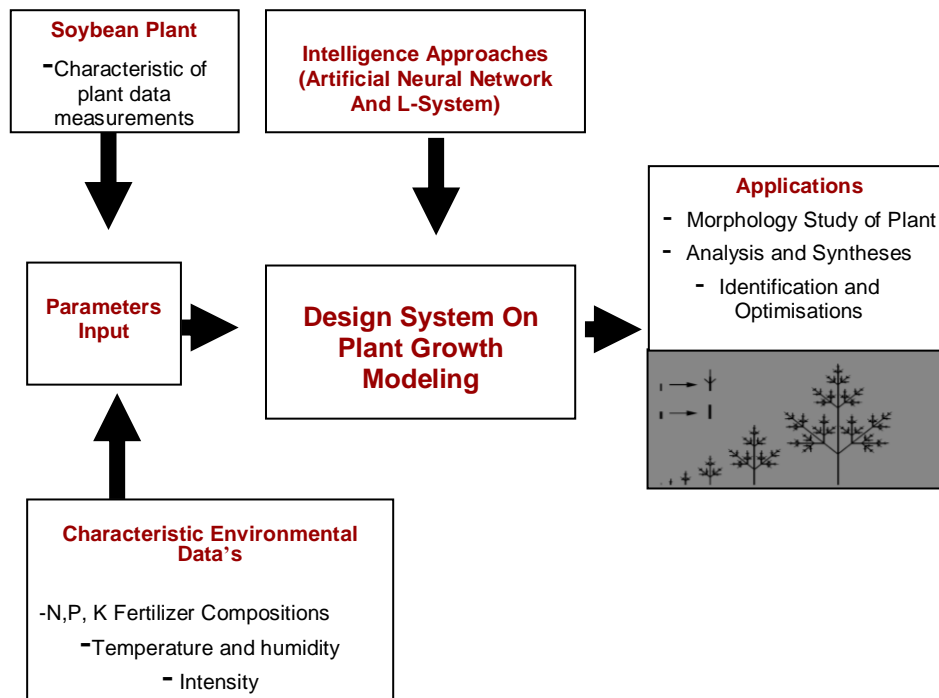 Soybean Plant
-Characteristic of
plant data
measurements
Intelligence Approaches
(Artificial Neural Network
And L-System)
Applications
- Morphology Study of Plant
- Analysis and Syntheses
- Identification and
Optimisations
Parameters
Input
Design System On
Plant Growth
Modeling
Characteristic Environmental
Data’s
-N,P, K Fertilizer Compositions
-Temperature and humidity
- Intensity